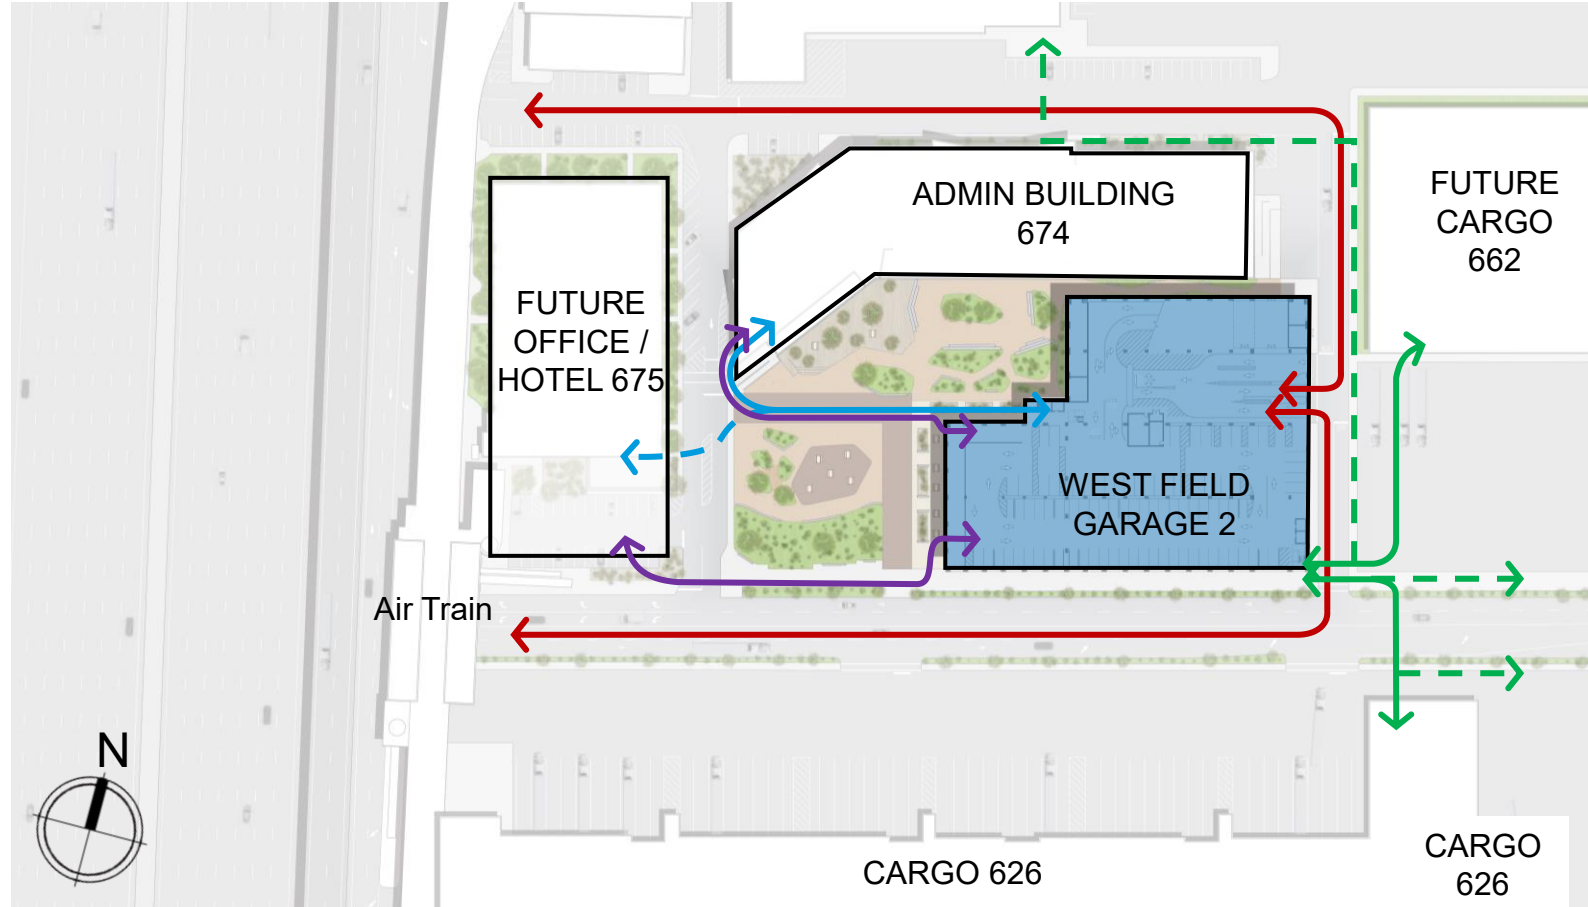 ADMIN BUILDING
674
FUTURE
CARGO
662
FUTURE
OFFICE /
HOTEL 675
WEST FIELD
GARAGE 2
Air Train
N
CARGO 626
CARGO
626